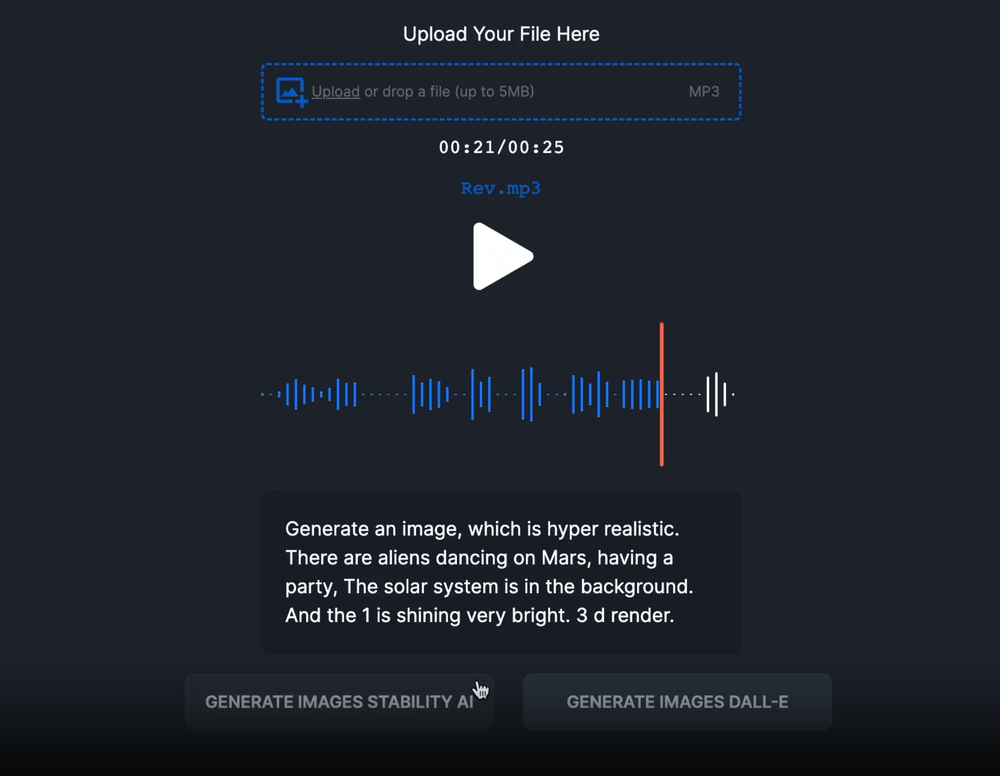 Upload Your File Here
Upload or drop a file (up to 5MB) MP3
00:21/00:25
Rev.mp3
Generate an image, which is hyper realistic.
There are aliens dancing on Mars, having a
party, The solar system is in the background.
And the 1 is shining very bright. 3 d render.
GENERATE IMAGES STABILITY AI GENERATE IMAGES DALL-E